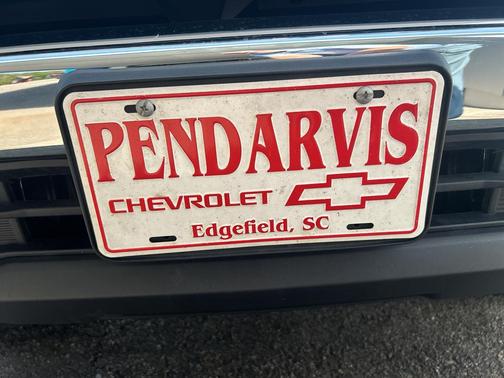 PENDARVIS
CHEVROLET
Edgefield, SC